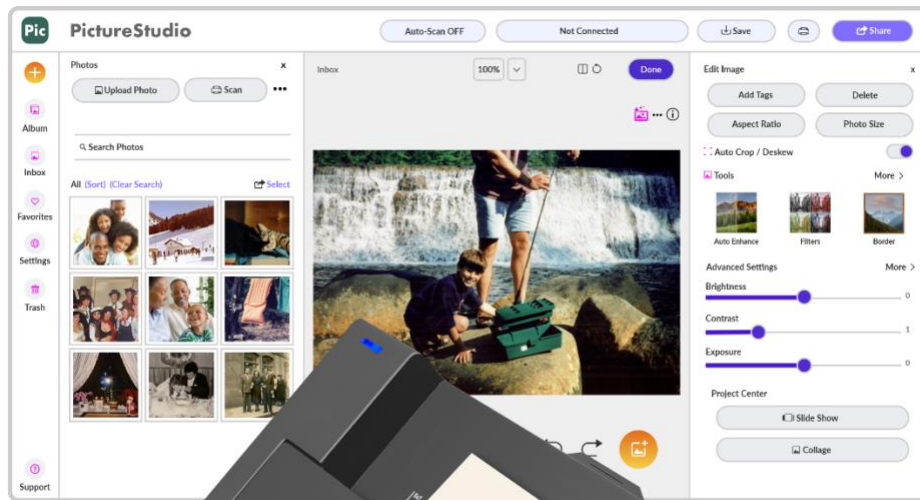 Pic PictureStudio
Auto-Scan OFF
Not Connected
Save
Share
Album
Inbox
Favorites
Settings
Trash
Support
Photos x
Upload Photo
Scan
Search Photos
All (Sort) (Clear Search) Select
Inbox
100%
Done
Edit Image x
Add Tags
Delete
Aspect Ratio
Photo Size
Auto Crop / Deskew
Tools More >
Auto Enhance
Filters
Border
Advanced Settings More >
Brightness
0
Contrast
1
Exposure
0
Project Center
Slide Show
Collage